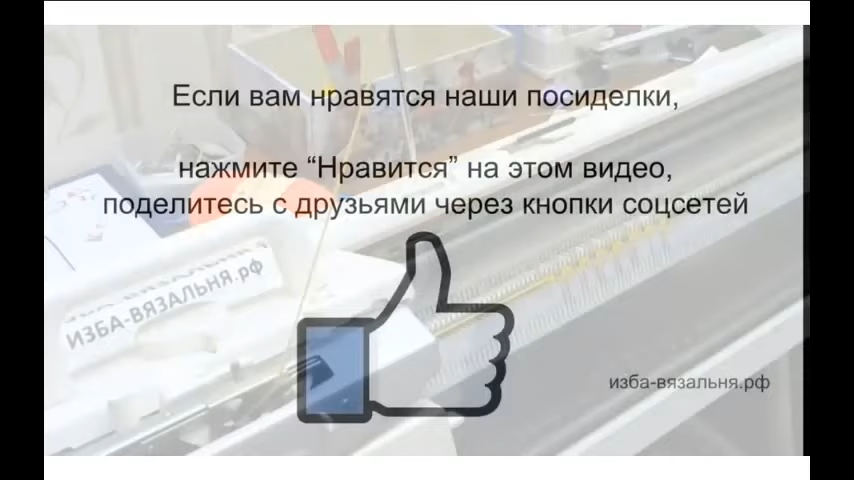 Если вам нравятся наши посиделки,
нажмите “Нравится” на этом видео,
поделитесь с друзьями через кнопки соцсетей
ИЗБА-ВЯЗАЛЬНЯ.рф
изба-вязальня.рф